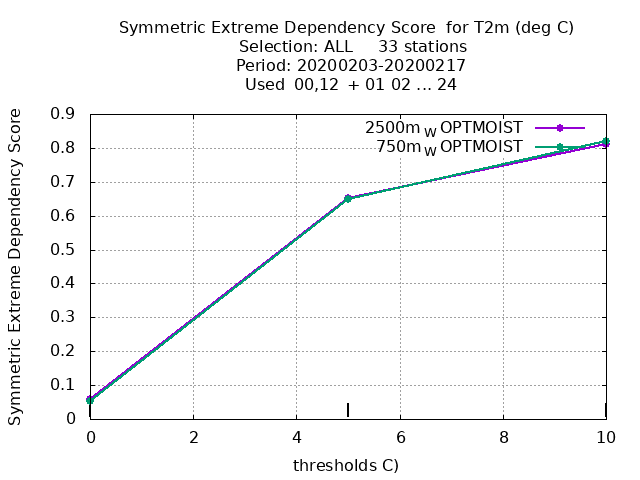 Symmetric Extreme Dependency Score  for T2m (deg C)
Selection: ALL     33 stations
Period: 20200203-20200217
Used  00,12  + 01 02 ... 24
Symmetric Extreme Dependency Score
0.9
0.8
0.7
0.6
0.5
0.4
0.3
0.2
0.1
0
2500m W OPTMOIST
750m W OPTMOIST
0 2 4 6 8 10
thresholds C)